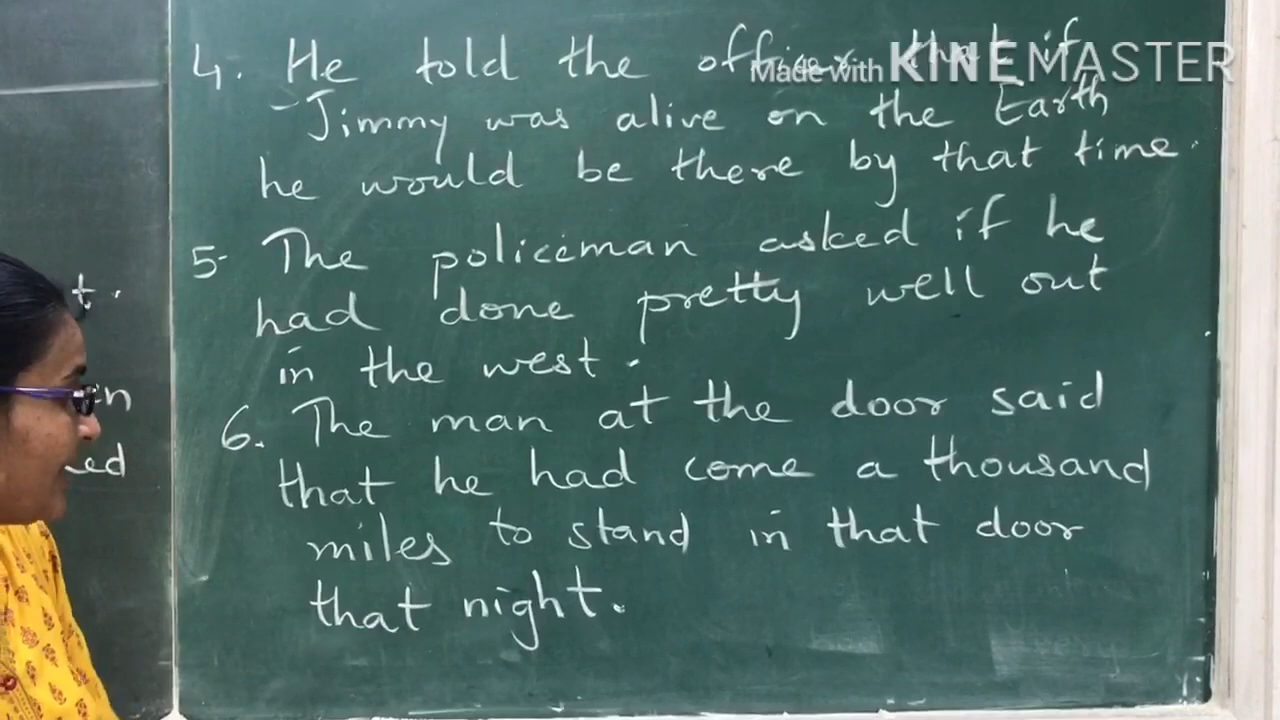 4. He told the officer that if
Made with KINEMASTER
Jimmy was alive on the Earth
he would be there by that time.
5- The policeman asked if he
had done pretty well out
in the west.
6. The man at the door said
that he had come a thousand
miles to stand in that door
that night.